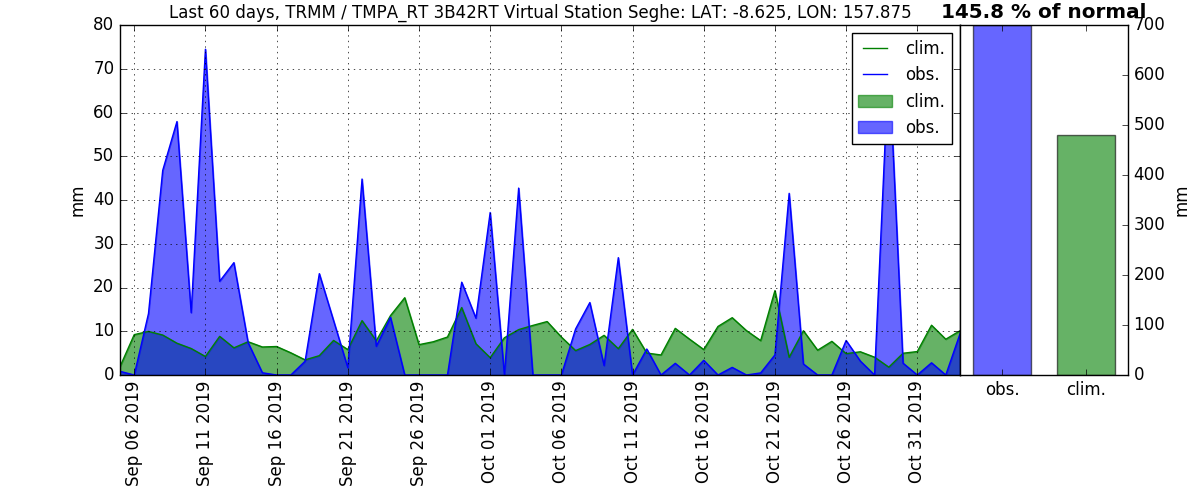 Last 60 days, TRMM / TMPA_RT 3B42RT Virtual Station Seghe: LAT: -8.625, LON: 157.875
145.8 % of normal
80
70
60
50
40
30
20
10
0
mm
clim.
obs.
clim.
obs.
700
600
500
400
300
200
100
0
mm
obs.
clim.
Sep 06 2019
Sep 11 2019
Sep 16 2019
Sep 21 2019
Sep 26 2019
Oct 01 2019
Oct 06 2019
Oct 11 2019
Oct 16 2019
Oct 21 2019
Oct 26 2019
Oct 31 2019